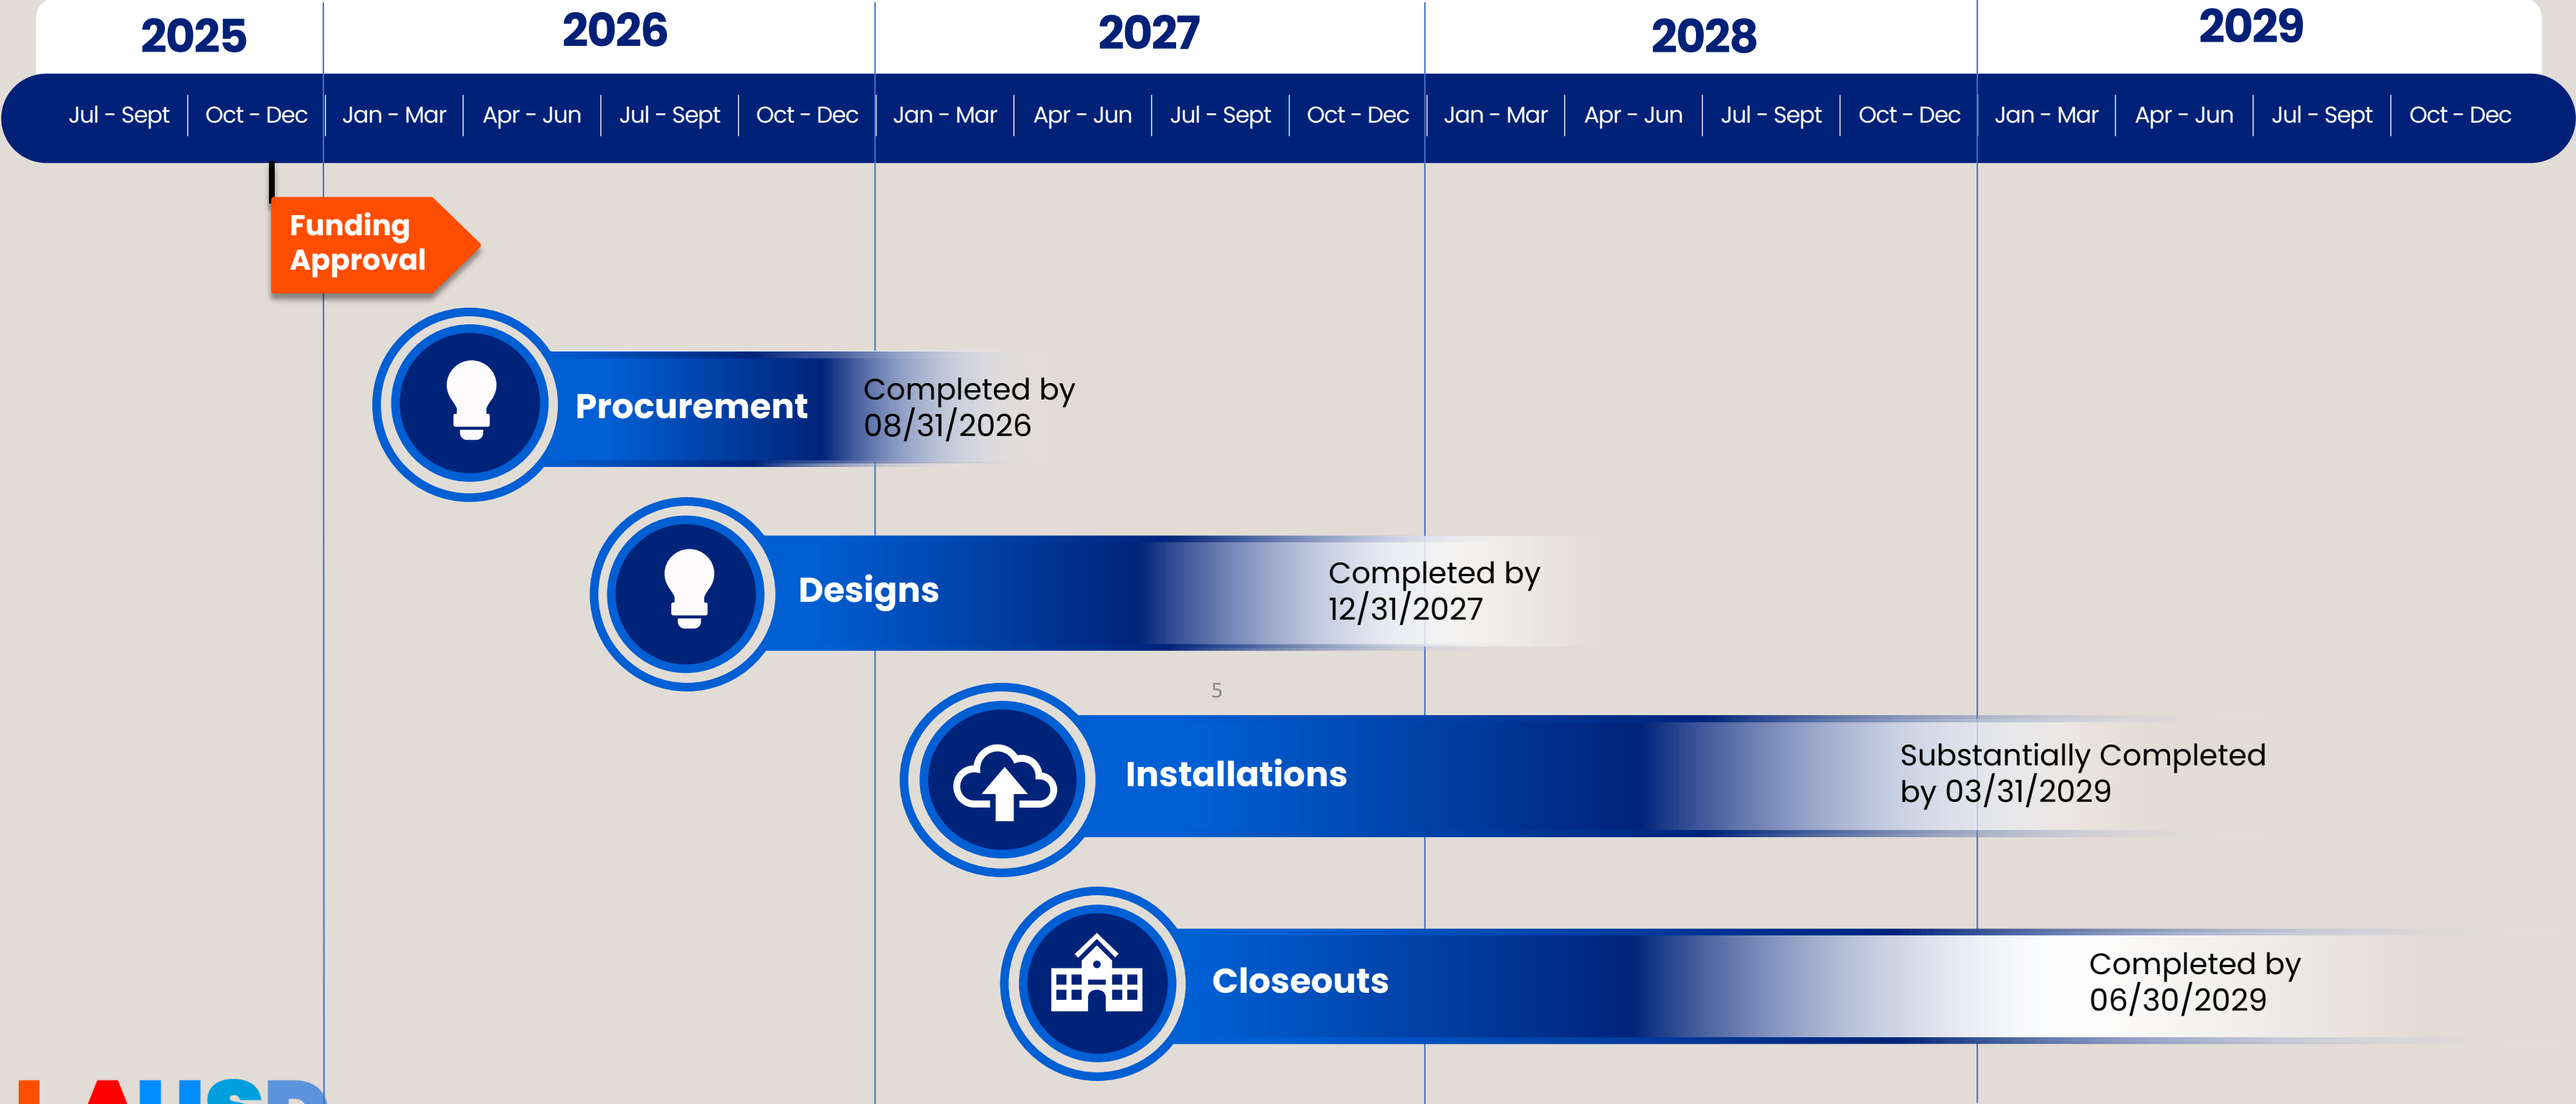 2025 2026 2027 2028 2029
Jul - Sept Oct - Dec Jan - Mar Apr - Jun Jul - Sept Oct - Dec Jan - Mar Apr - Jun Jul - Sept Oct - Dec Jan - Mar Apr - Jun Jul - Sept Oct - Dec Jan - Mar Apr - Jun Jul - Sept Oct - Dec
Funding
Approval
Procurement
Completed by
08/31/2026
Designs
Completed by
12/31/2027
5
Installations
Substantially Completed
by 03/31/2029
Closeouts
Completed by
06/30/2029
LAUSD